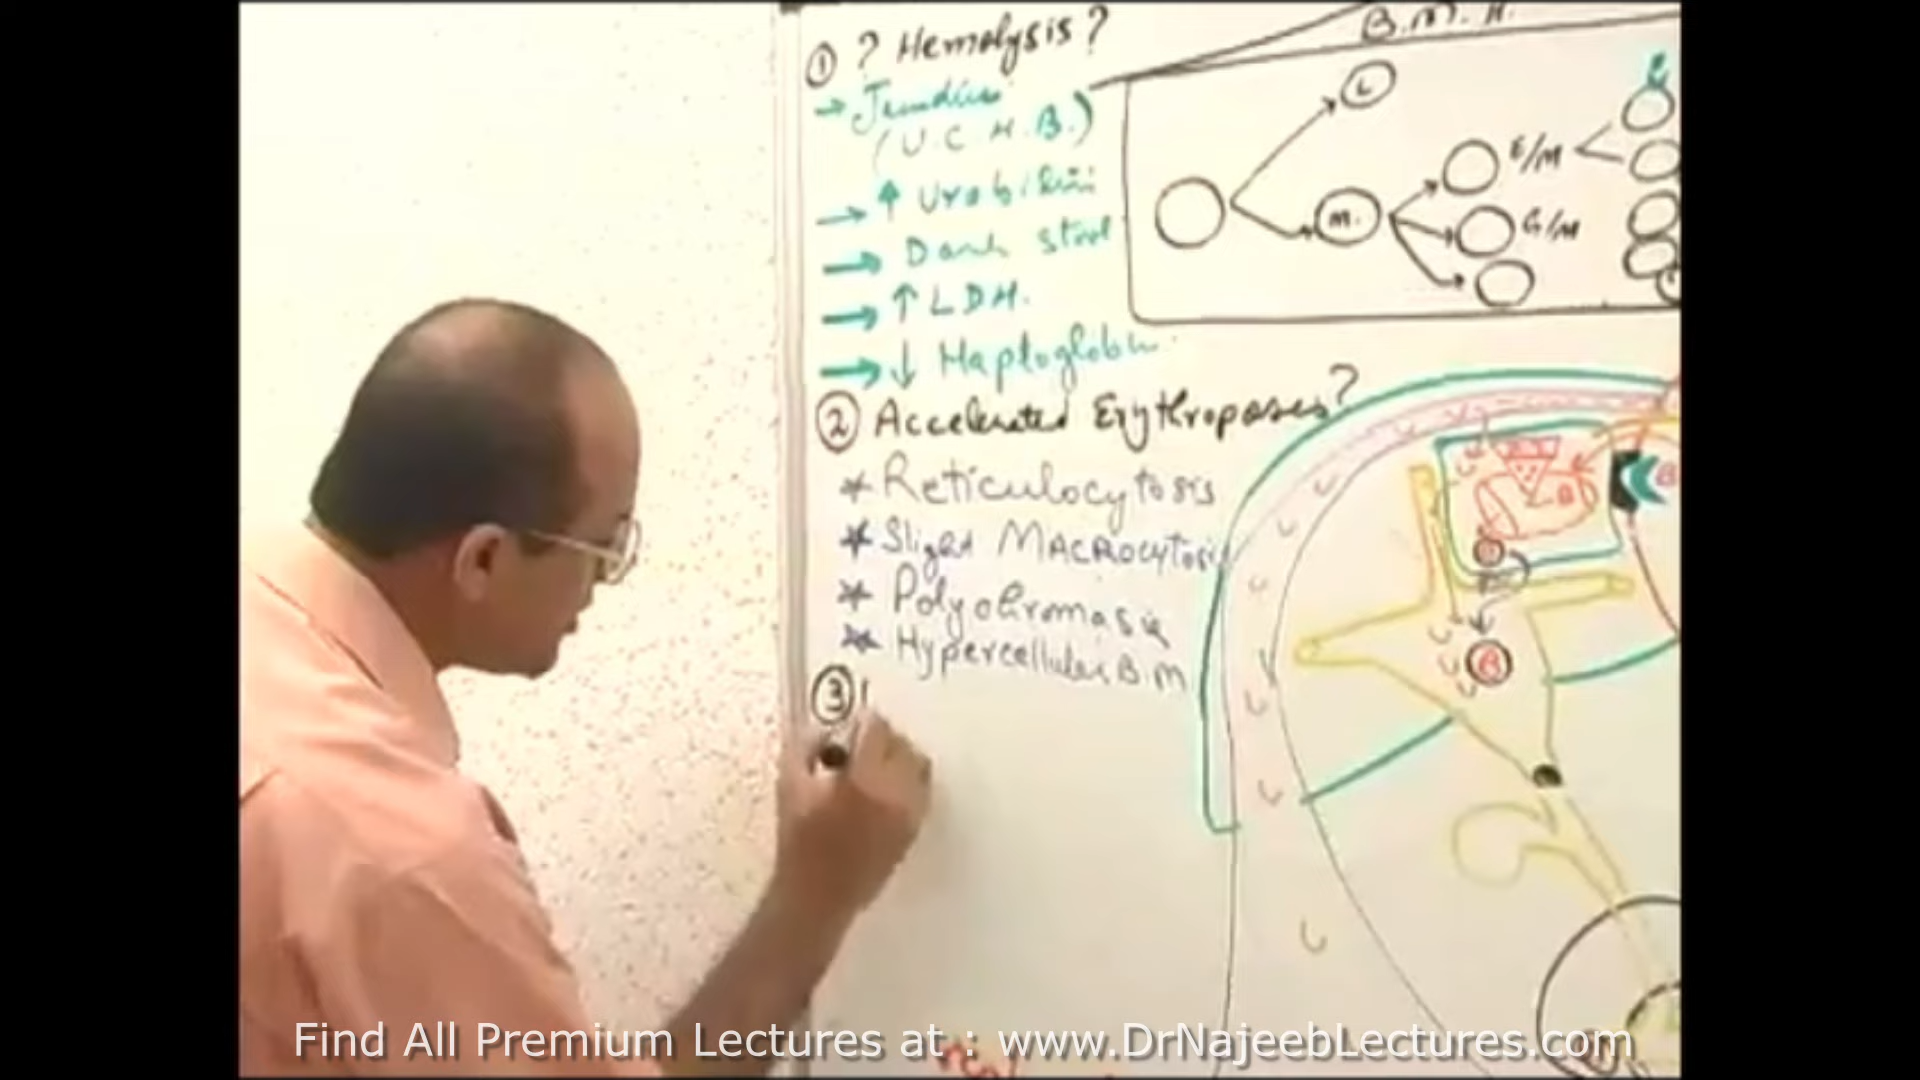 ① ? Hemolysis?
→ Jaundice
(U.C.H.B.)
→ ↑ Urobilin
→ Dark stool
→ ↑ LDH.
→ ↓ Haptoglobin
② Accelerated Erythroposes?
* Reticulocytosis
* Slight MACROCYTosis
* Polychromasia
* Hypercellular B.M
③
B.M.H.
L
M.
E/M
G/M
B
B
B
B
Find All Premium Lectures at : www.DrNajeebLectures.com